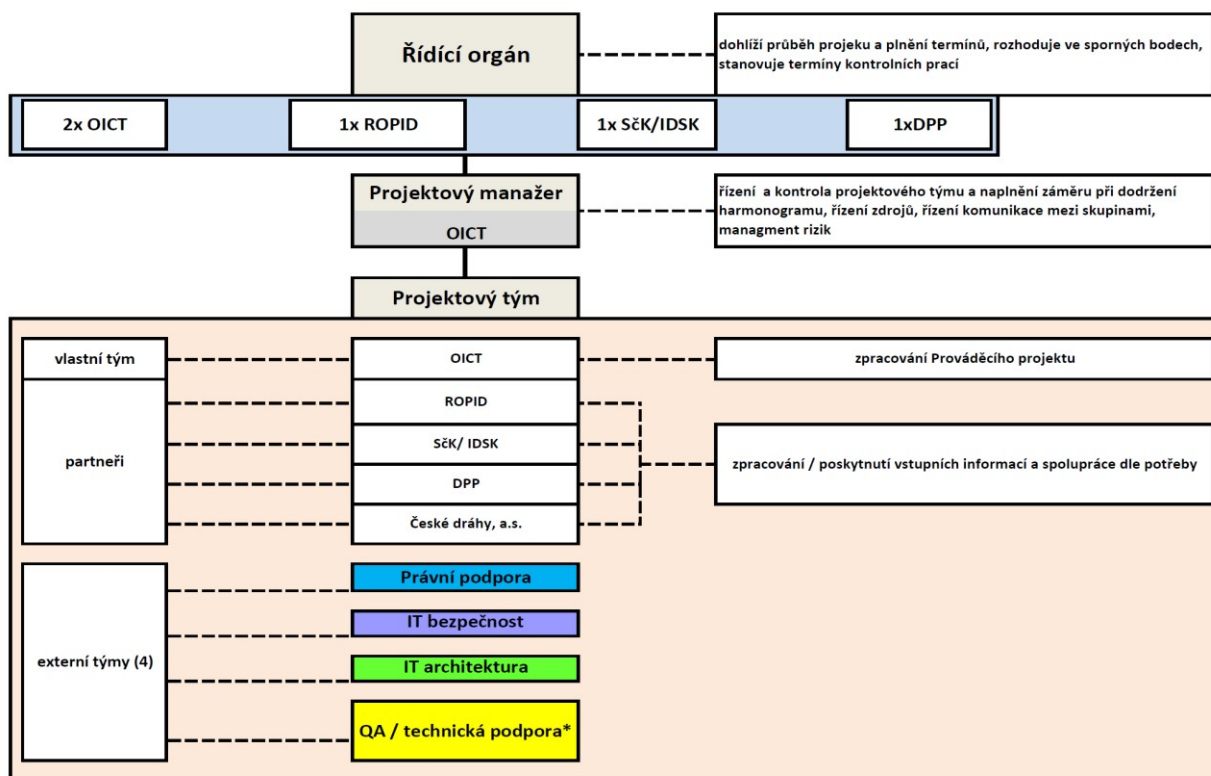 Řídící orgán
dohlíží průběh projeku a plnění termínů, rozhoduje ve sporných bodech,
stanovuje termíny kontrolních prací
2x OICT
1x ROPID
1x SčK/IDSK
1xDPP
Projektový manažer
OICT
řízení a kontrola projektového týmu a naplnění záměru při dodržení
harmonogramu, řízení zdrojů, řízení komunikace mezi skupinami,
managment rizik
Projektový tým
vlastní tým
OICT
zpracování Prováděcího projektu
partneři
ROPID
SčK/ IDSK
DPP
České dráhy, a.s.
zpracování / poskytnutí vstupních informací a spolupráce dle potřeby
externí týmy (4)
Právní podpora
IT bezpečnost
IT architektura
QA / technická podpora*